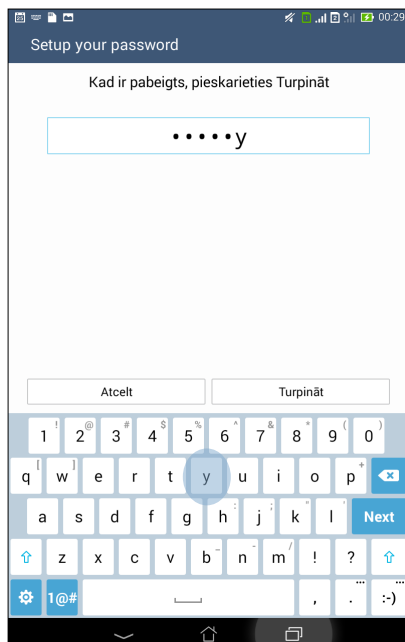 00:29
Setup your password
Kad ir pabeigts, pieskarieties Turpināt
•••••y
Atcelt Turpināt
! @ # $ % ^ & * ( )
1 2 3 4 5 6 7 8 9 0
[ ] +
q w e r t y u i o p
: ; " '
a s d f g h j k l Next
_ - /
z x c v b n m ! ?
1@# , . :-)